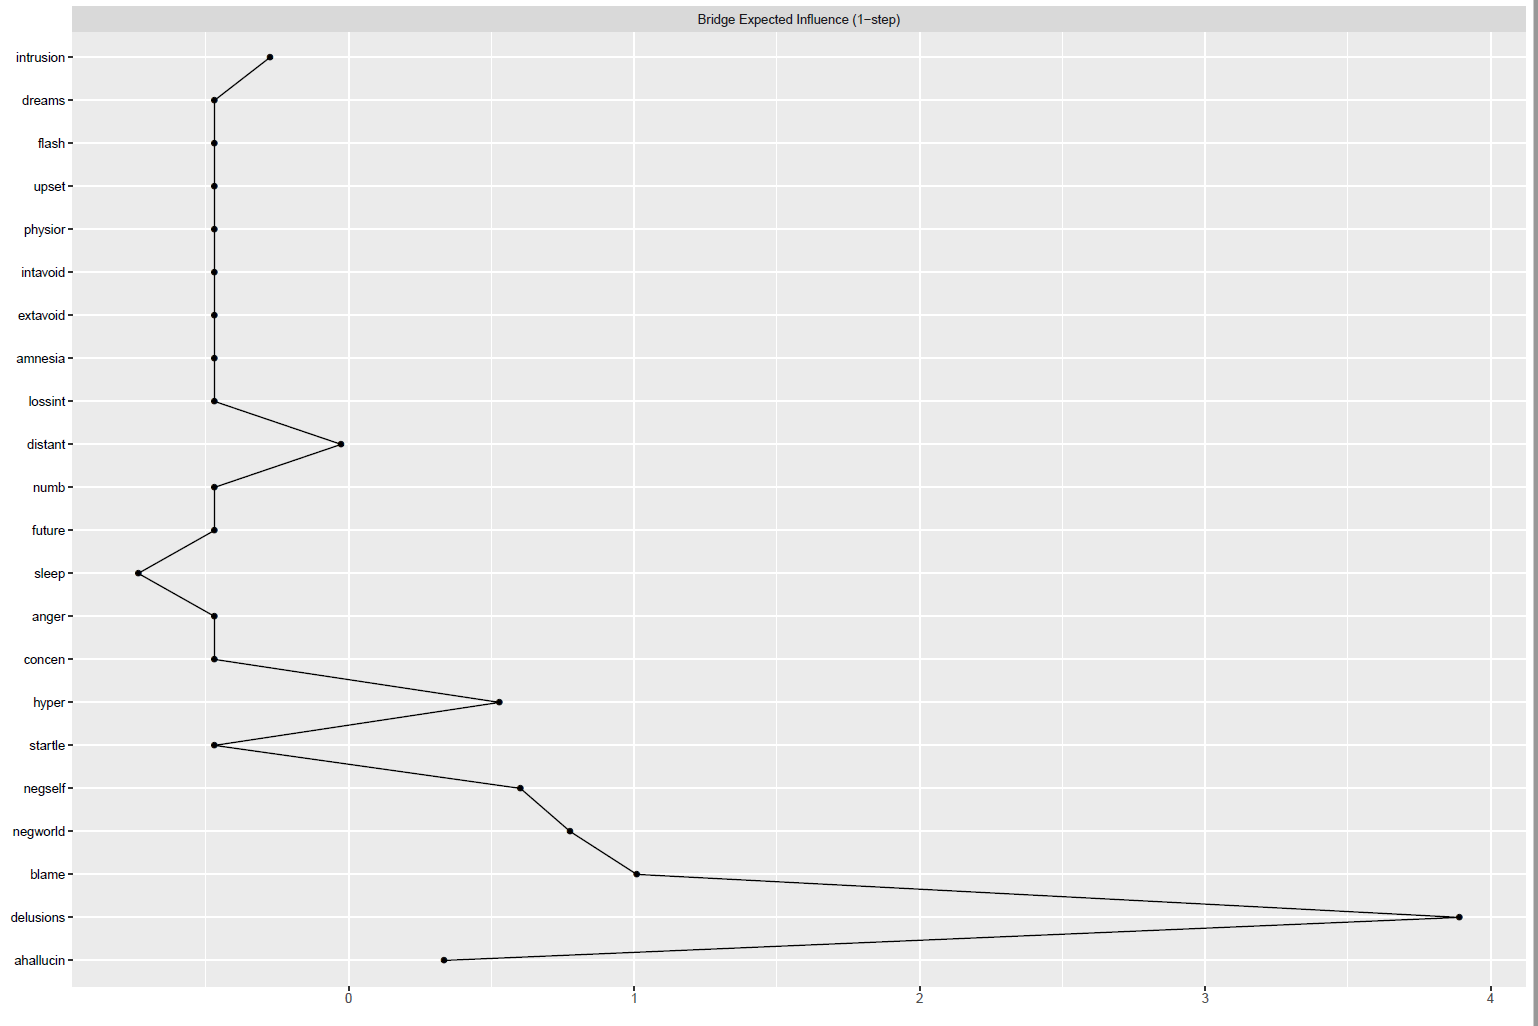 Bridge Expected Influence (1−step)
intrusion
dreams
flash
upset
physior
intavoid
extavoid
amnesia
lossint
distant
numb
future
sleep
anger
concen
hyper
startle
negself
negworld
blame
delusions
ahallucin
0 1 2 3 4